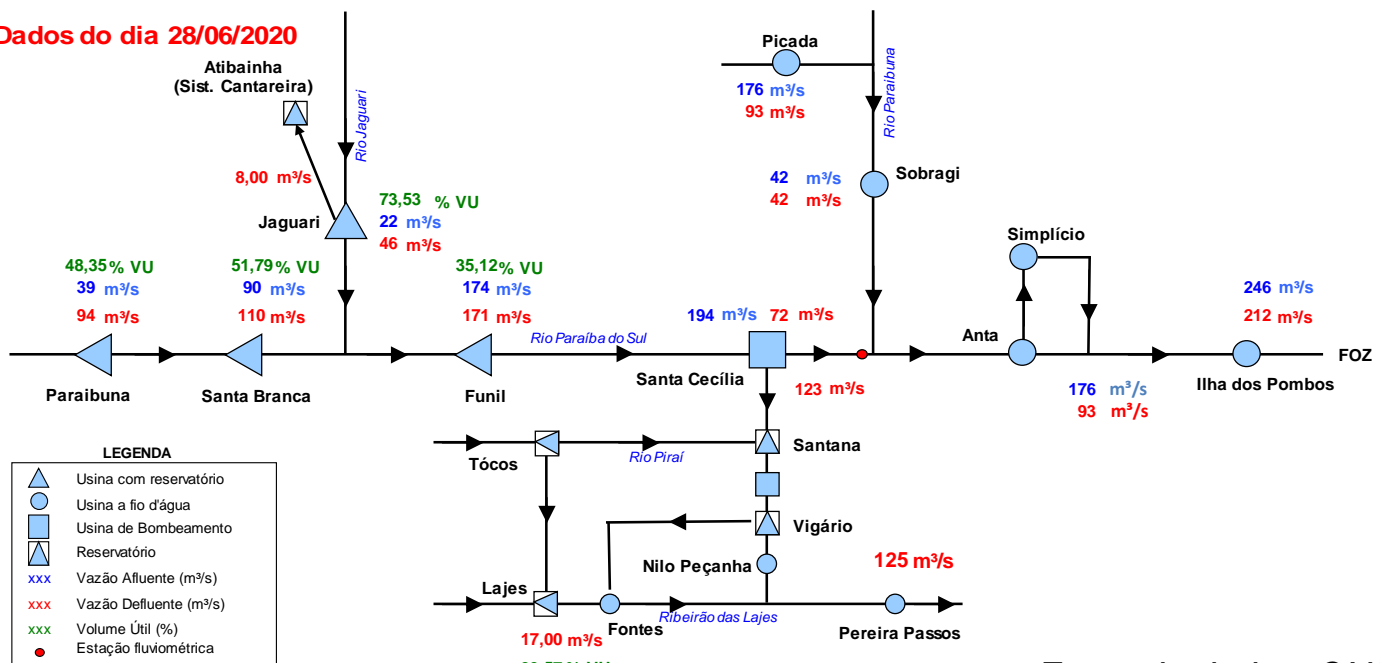 Dados do dia 28/06/2020
Atibainha
(Sist. Cantareira)
Rio Jaguari
8,00 m³/s
Jaguari
73,53 % VU
22 m³/s
46 m³/s
Picada
176 m³/s
93 m³/s
Rio Paraibuna
42 m³/s
42 m³/s
Sobragi
Simplício
48,35% VU
39 m³/s
94 m³/s
Paraibuna
51,79% VU
90 m³/s
110 m³/s
Santa Branca
35,12% VU
174 m³/s
171 m³/s
Funil
Rio Paraíba do Sul
194 m³/s 72 m³/s
Santa Cecília
123 m³/s
Anta
176 m³/s
93 m³/s
246 m³/s
212 m³/s
Ilha dos Pombos
FOZ
Tócos
Rio Piraí
Santana
Vigário
Nilo Peçanha
125 m³/s
Lajes
17,00 m³/s
Fontes
Ribeirão das Lajes
Pereira Passos
LEGENDA
Usina com reservatório
Usina a fio d'água
Usina de Bombeamento
Reservatório
xxx Vazão Afluente (m³/s)
xxx Vazão Defluente (m³/s)
xxx Volume Útil (%)
Estação fluviométrica